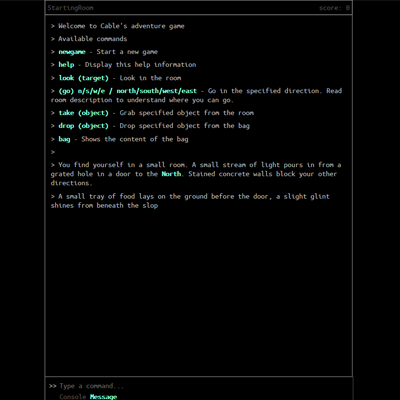 StartingRoom score: 0
> Welcome to Cable's adventure game
> Available commands
> newgame - Start a new game
> help - Display this help information
> look (target) - Look in the room
> (go) n/s/w/e / north/south/west/east - Go in the specified direction. Read
room description to understand where you can go.
> take (object) - Grab specified object from the room
> drop (object) - Drop specified object from the bag
> bag - Shows the content of the bag
>
> You find yourself in a small room. A small stream of light pours in from a
grated hole in a door to the North. Stained concrete walls block your other
directions.
> A small tray of food lays on the ground before the door, a slight glint
shines from beneath the slop
>> Type a command...
Console Message